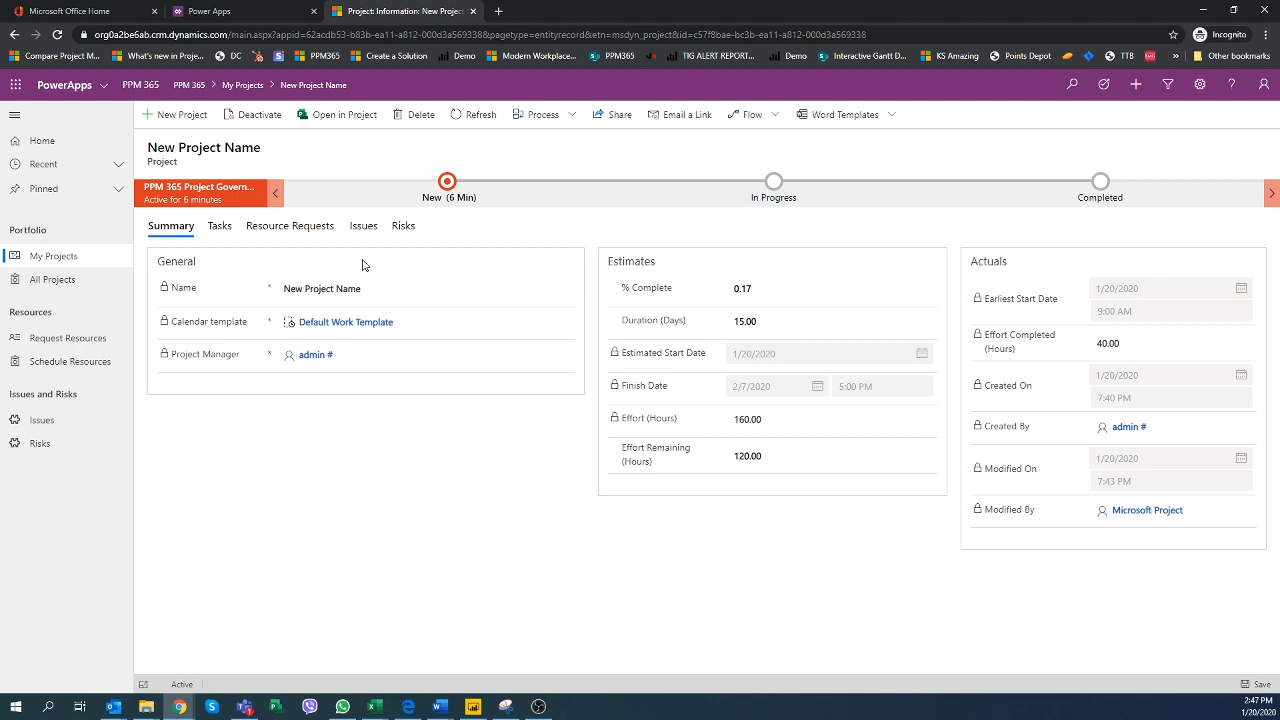 Microsoft Office Home
Power Apps
Project: Information: New Projec
org0a2be6ab.crm.dynamics.com/main.aspx?appid=62acdb53-b83b-ea11-a812-000d3a569338&pagetype=entityrecord&etn=msdyn_project&id=c57f8bae-bc3b-ea11-a812-000d3a569338
Incognito
Compare Project M...
What's new in Proje...
DC
PPM365
Create a Solution
Demo
Modern Workplace...
PPM365
TIG ALERT REPORT...
Demo
Interactive Gantt D...
KS Amazing
Points Depot
TTB
Other bookmarks
PowerApps
PPM 365
PPM 365 > My Projects > New Project Name
New Project
Deactivate
Open in Project
Delete
Refresh
Process
Share
Email a Link
Flow
Word Templates
Home
Recent
Pinned
Portfolio
My Projects
All Projects
Resources
Request Resources
Schedule Resources
Issues and Risks
Issues
Risks
New Project Name
Project
PPM 365 Project Govern...
Active for 6 minutes
New (6 Min)
In Progress
Completed
Summary
Tasks
Resource Requests
Issues
Risks
General
Name * New Project Name
Calendar template * Default Work Template
Project Manager * admin #
Estimates
% Complete 0.17
Duration (Days) 15.00
Estimated Start Date 1/20/2020
Finish Date 2/7/2020 5:00 PM
Effort (Hours) 160.00
Effort Remaining
(Hours) 120.00
Actuals
Earliest Start Date 1/20/2020
9:00 AM
Effort Completed
(Hours) 40.00
Created On 1/20/2020
7:40 PM
Created By admin #
Modified On 1/20/2020
7:43 PM
Modified By Microsoft Project
Active
Save
2:47 PM
1/20/2020